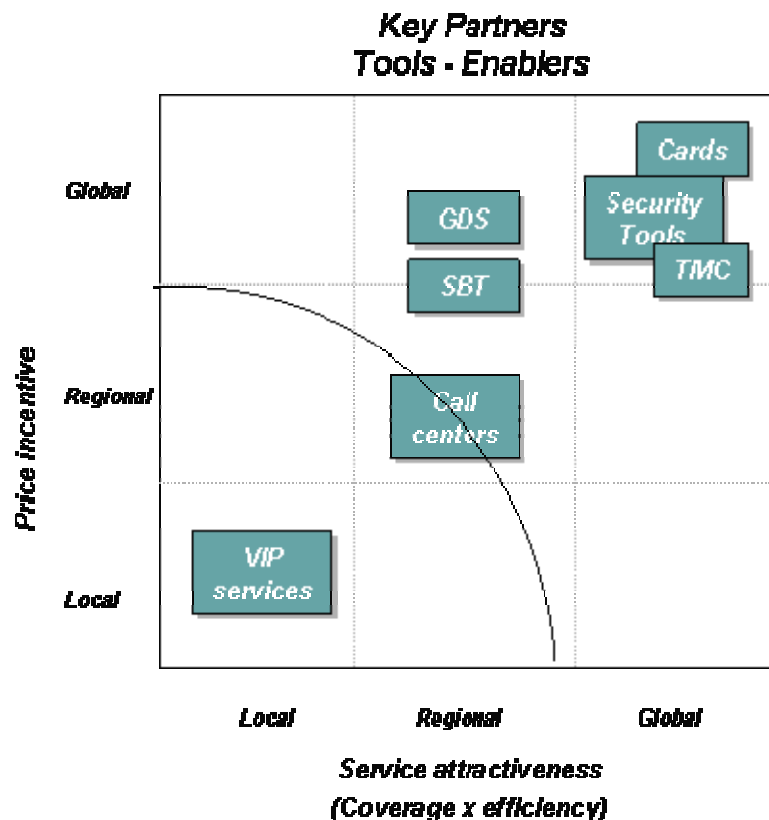 Key Partners
Tools - Enablers
Global
Cards
Security
Tools
GDS
TMC
SBT
Price incentive
Regional
Call
centers
VIP
services
Local
Local
Regional
Global
Service attractiveness
(Coverage x efficiency)